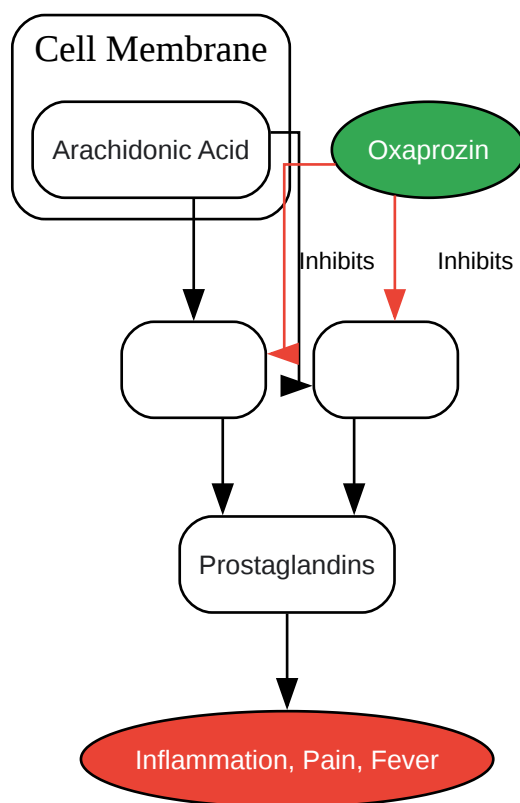 Cell Membrane
Arachidonic Acid
Oxaprozin
Inhibits
Inhibits
Prostaglandins
Inflammation, Pain, Fever